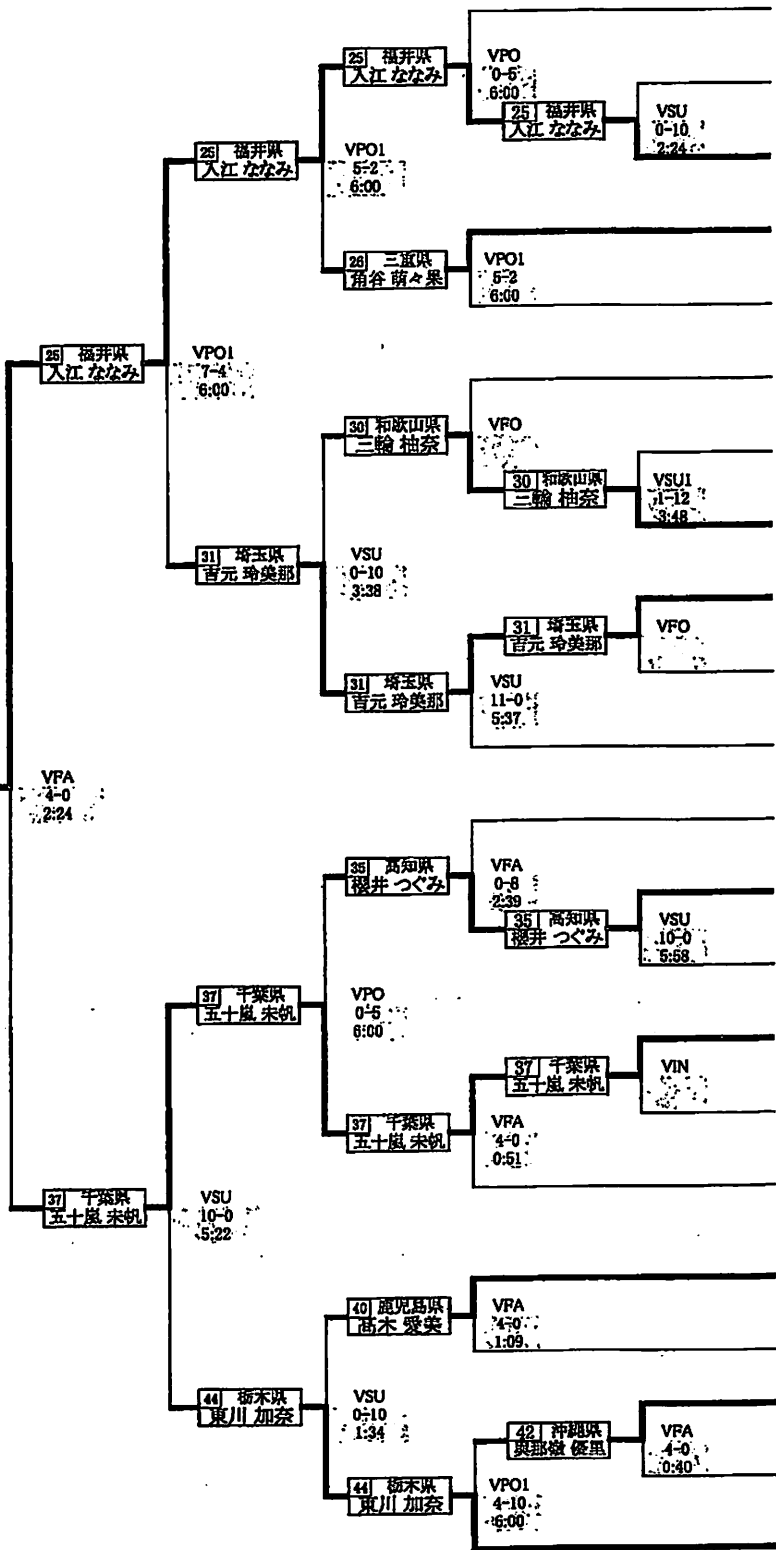 25 福井県
入江 ななみ
VPO
0-5
6:00
25 福井県
入江 ななみ
VSU
0-10
2:24
25 福井県
入江 ななみ
VPO1
5-2
6:00
26 三重県
角谷 萌々果
VPO1
5-2
6:00
25 福井県
入江 ななみ
VPO1
7-4
6:00
30 和歌山県
三輪 柚奈
VFO
30 和歌山県
三輪 柚奈
VSU1
1-12
3:48
31 埼玉県
吉元 玲美那
VSU
0-10
3:38
31 埼玉県
吉元 玲美那
VFO
31 埼玉県
吉元 玲美那
VSU
11-0
5:37
VFA
4-0
2:24
35 高知県
櫻井 つぐみ
VFA
0-8
2:39
35 高知県
櫻井 つぐみ
VSU
10-0
5:58
37 千葉県
五十嵐 未帆
VPO
0-5
6:00
37 千葉県
五十嵐 未帆
VIN
37 千葉県
五十嵐 未帆
VFA
4-0
0:51
37 千葉県
五十嵐 未帆
VSU
10-0
5:22
40 鹿児島県
髙木 愛美
VFA
4-0
1:09
44 栃木県
東川 加奈
VSU
0-10
1:34
42 沖縄県
與那嶺 優里
VFA
4-0
0:40
44 栃木県
東川 加奈
VPO1
4-10
6:00